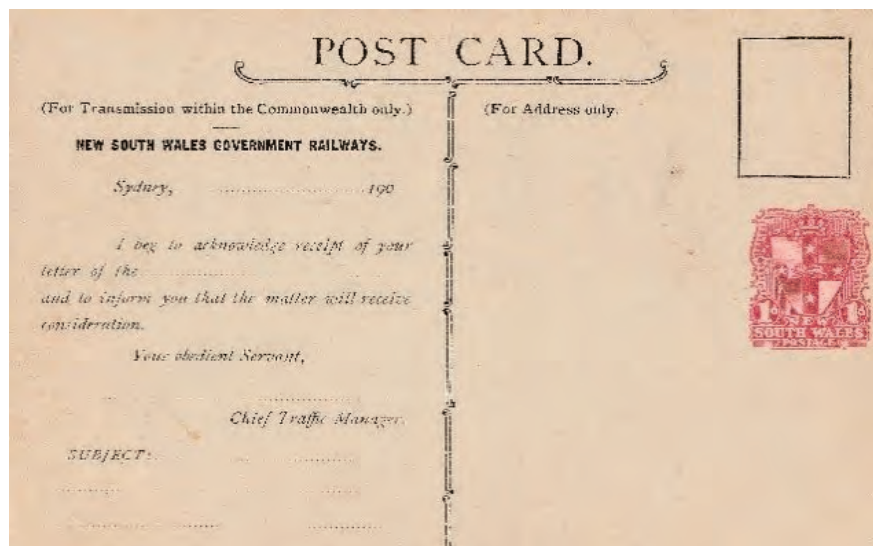 POST CARD.
(For Transmission within the Commonwealth only.)
NEW SOUTH WALES GOVERNMENT RAILWAYS.
Sydney, 190
I beg to acknowledge receipt of your
letter of the
and to inform you that the matter will receive
consideration.
Your obedient Servant,
Chief Traffic Manager.
SUBJECT:
(For Address only.
1d NEW 1d
SOUTH WALES
POSTAGE